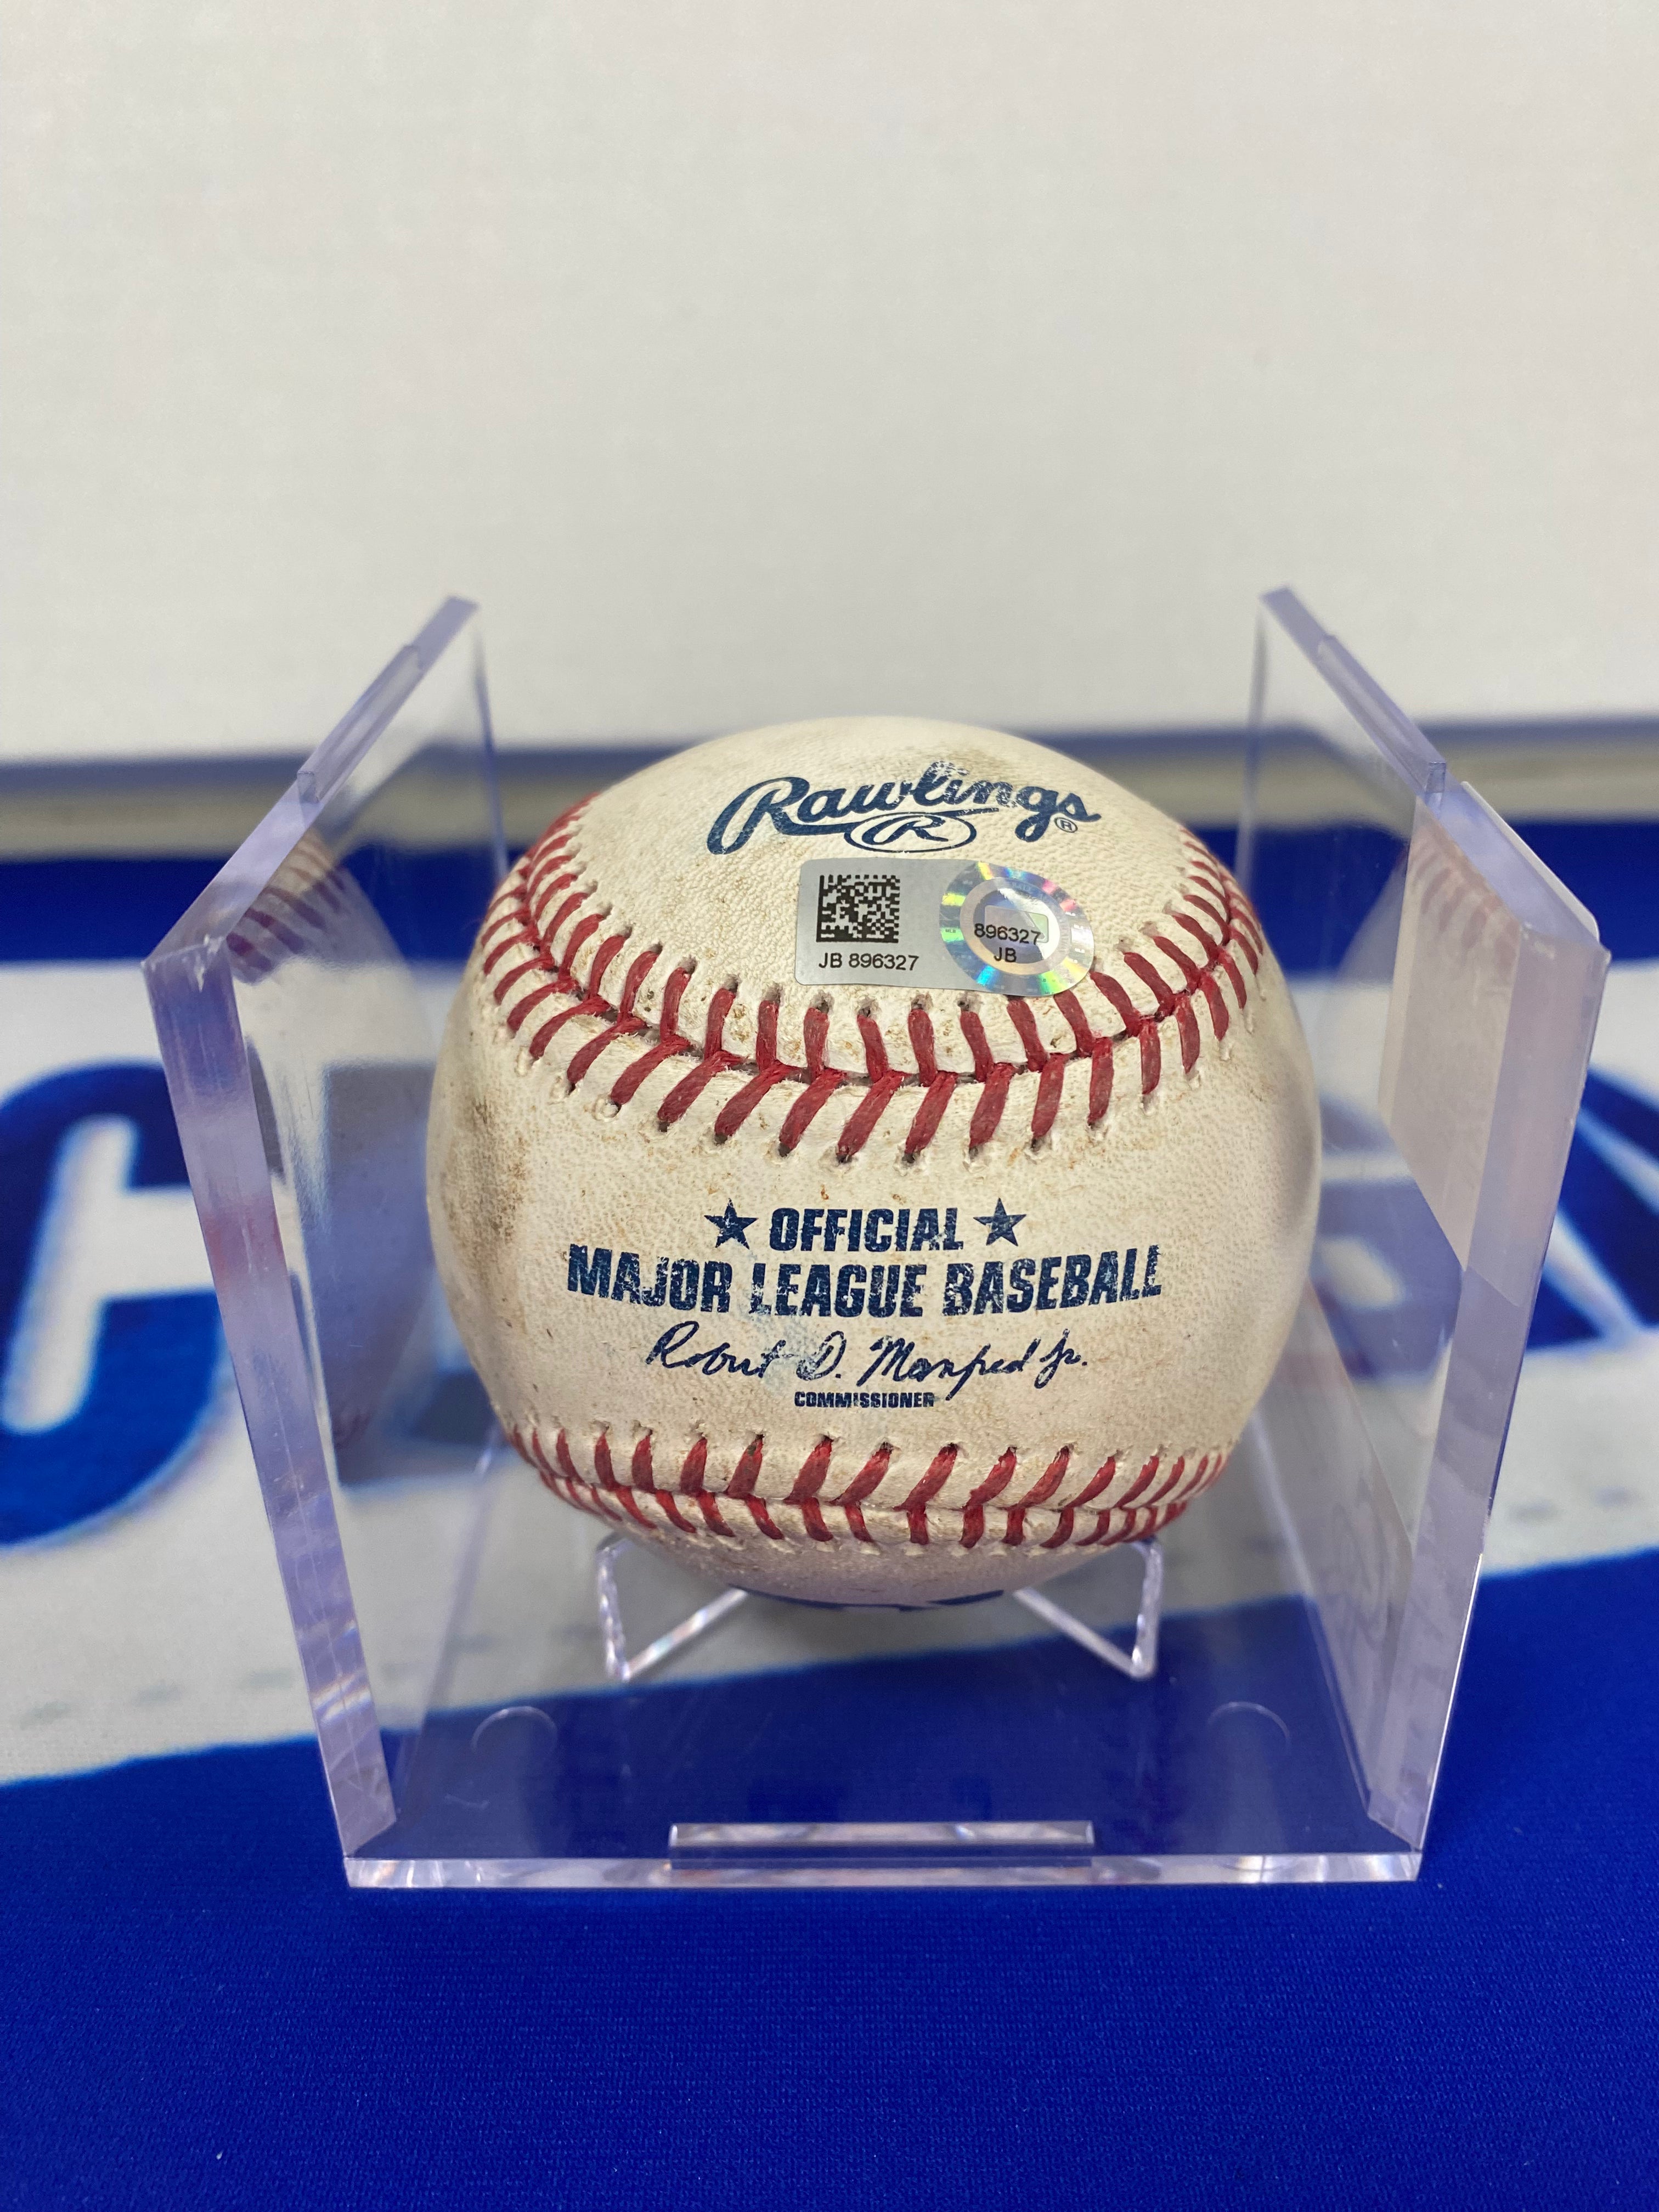 Rawlings®
R
JB 896327
896327
JB
★ OFFICIAL ★
MAJOR LEAGUE BASEBALL
Robert D. Manfred Jr.
COMMISSIONER